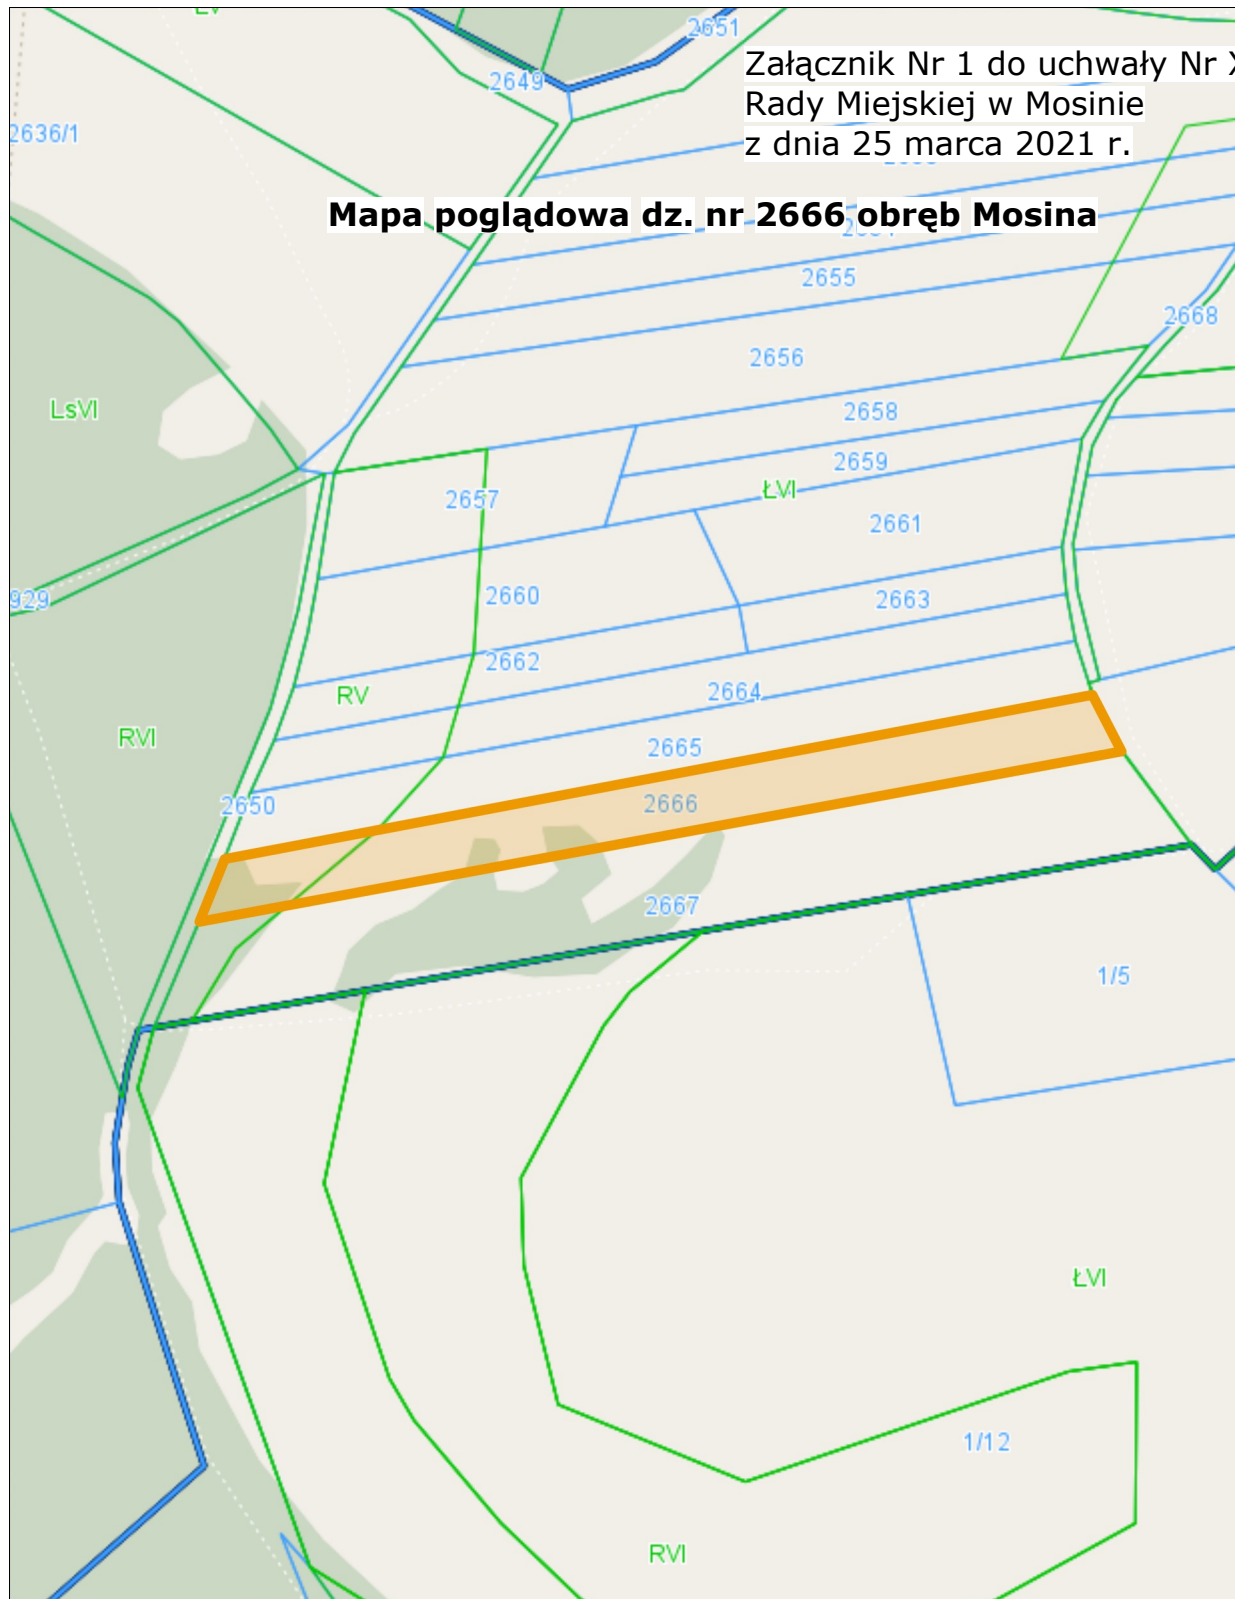 2651
2649
Załącznik Nr 1 do uchwały Nr X
Rady Miejskiej w Mosinie
z dnia 25 marca 2021 r.
2636/1
Mapa poglądowa dz. nr 2666 obręb Mosina
2655
2668
2656
LsVI
2658
2659
ŁVI
2657
2661
929
2660
2663
2662
RV
2664
RVI
2665
2650
2666
2667
1/5
ŁVI
1/12
RVI